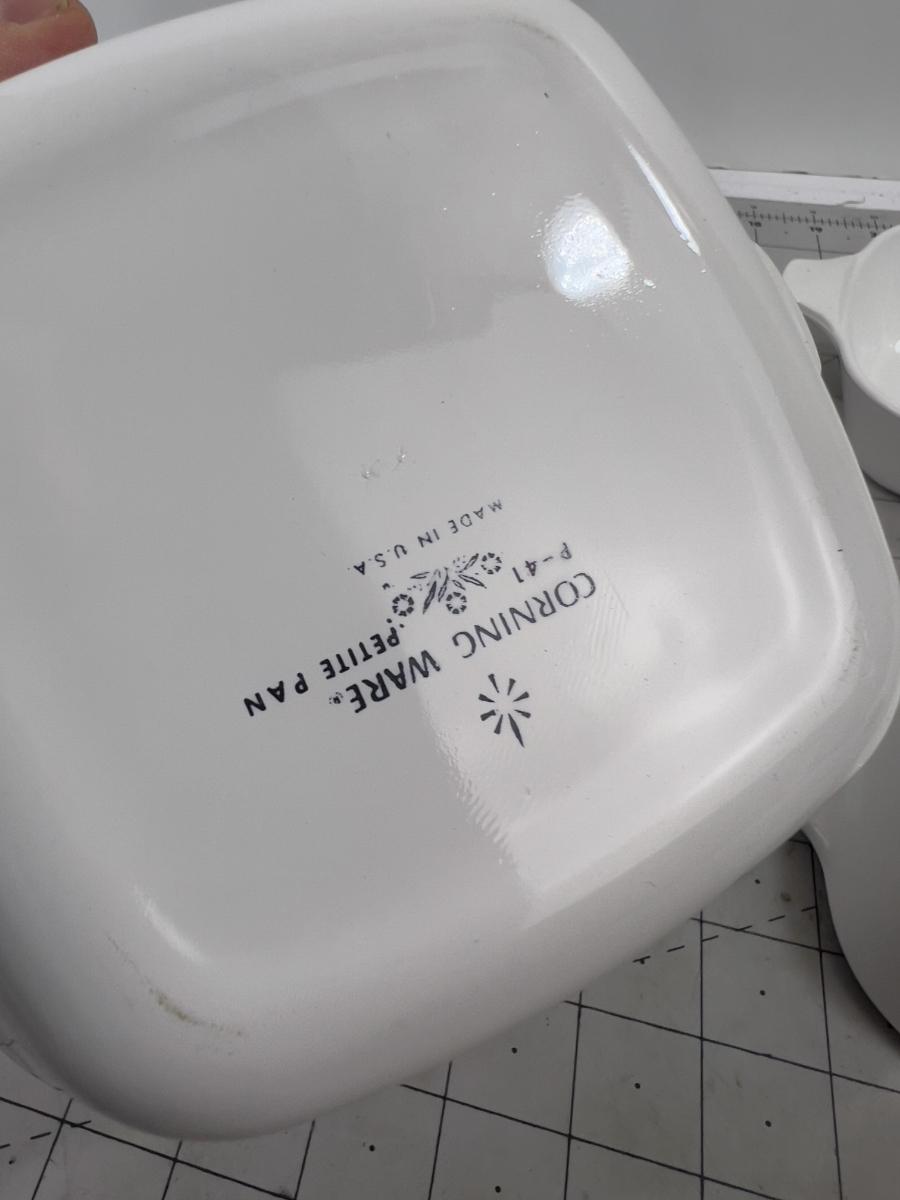 CORNING WARE®
P-41 PETITE PAN
MADE IN U.S.A.